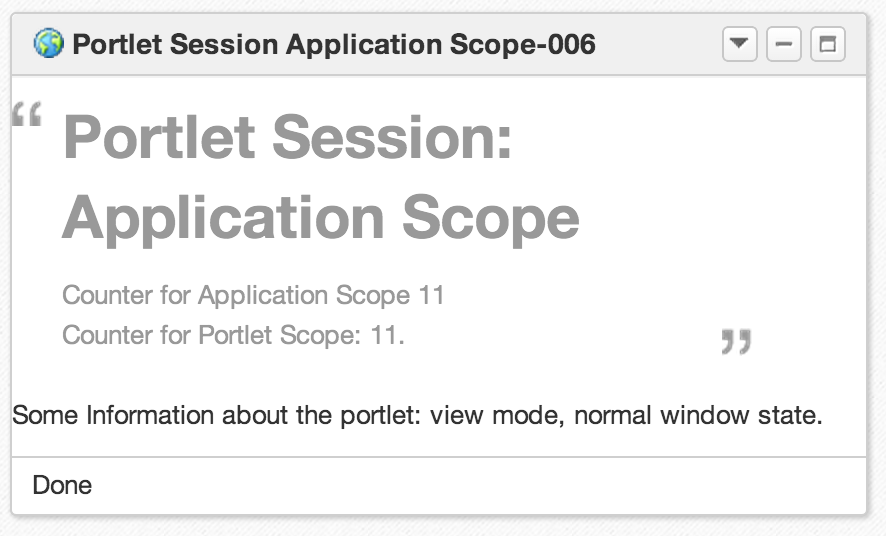 Portlet Session Application Scope-006
“ Portlet Session:
Application Scope
Counter for Application Scope 11
Counter for Portlet Scope: 11.
”
Some Information about the portlet: view mode, normal window state.
Done